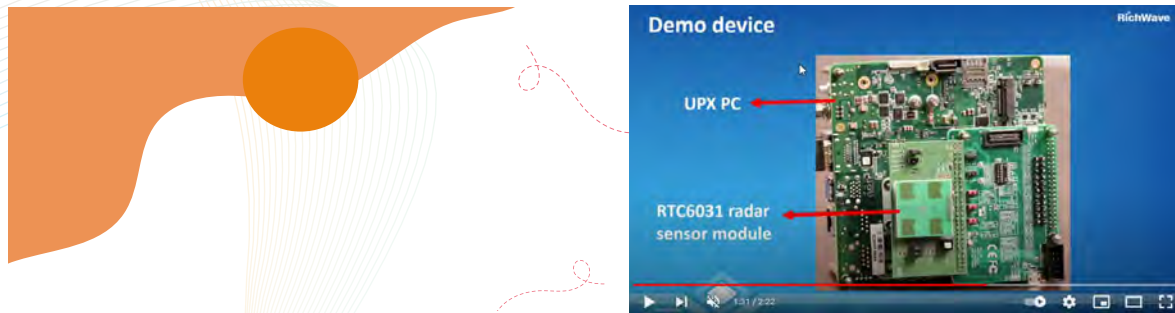 Demo device
RichWave
UPX PC
RTC6031 radar
sensor module
1:31 / 2:22